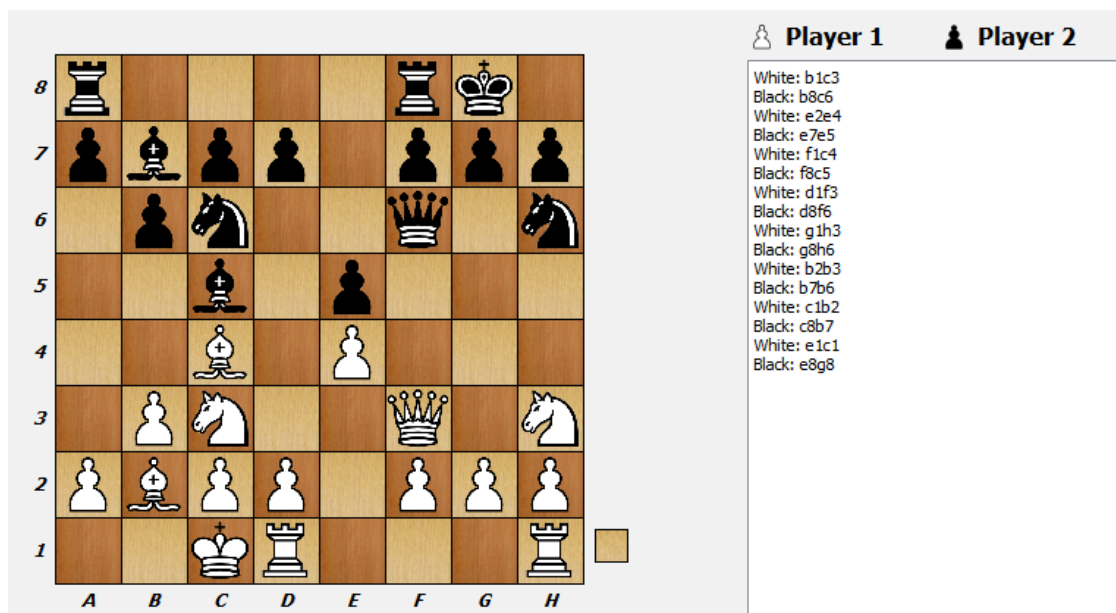 Player 1 Player 2
White: b1c3
Black: b8c6
White: e2e4
Black: e7e5
White: f1c4
Black: f8c5
White: d1f3
Black: d8f6
White: g1h3
Black: g8h6
White: b2b3
Black: b7b6
White: c1b2
Black: c8b7
White: e1c1
Black: e8g8
8
7
6
5
4
3
2
1
A B C D E F G H